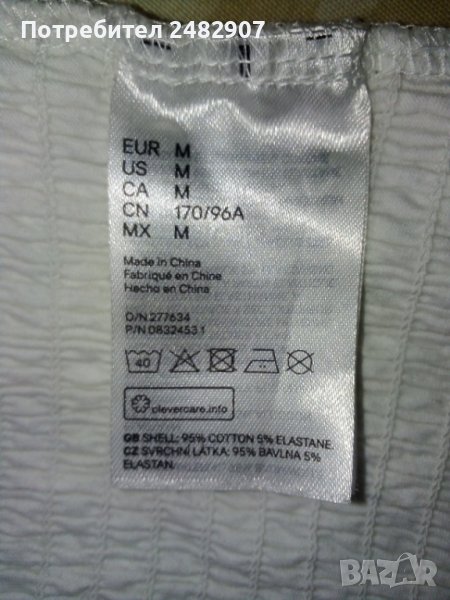 Потребител 2482907
EUR M
US M
CA M
CN 170/96A
MX M
Made in China
Fabriqué en Chine
Hecho en China
O/N.277634
P/N.0832453.1
40
clevercare.info
GB SHELL: 95% COTTON 5% ELASTANE.
CZ SVRCHNÍ LÁTKA: 95% BAVLNA 5%
ELASTAN.
BAZAR